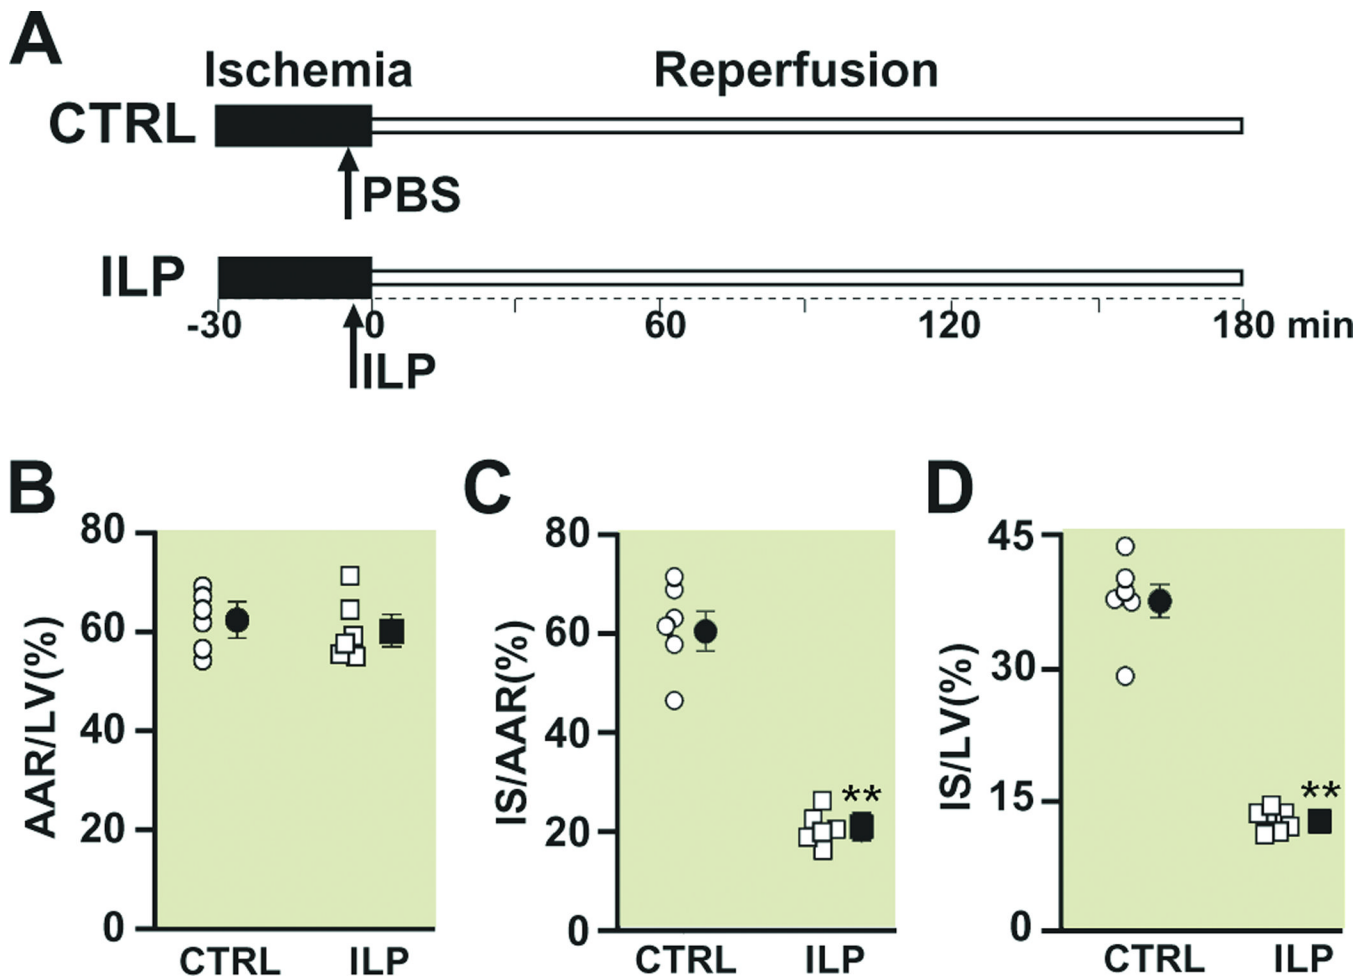 A
Ischemia
Reperfusion
CTRL
PBS
ILP
-30 0 60 120 180 min
ILP
B
AAR/LV(%)
80
60
40
20
0
CTRL ILP
C
IS/AAR(%)
80
60
40
20
0
**
CTRL ILP
D
IS/LV(%)
45
30
15
0
**
CTRL ILP